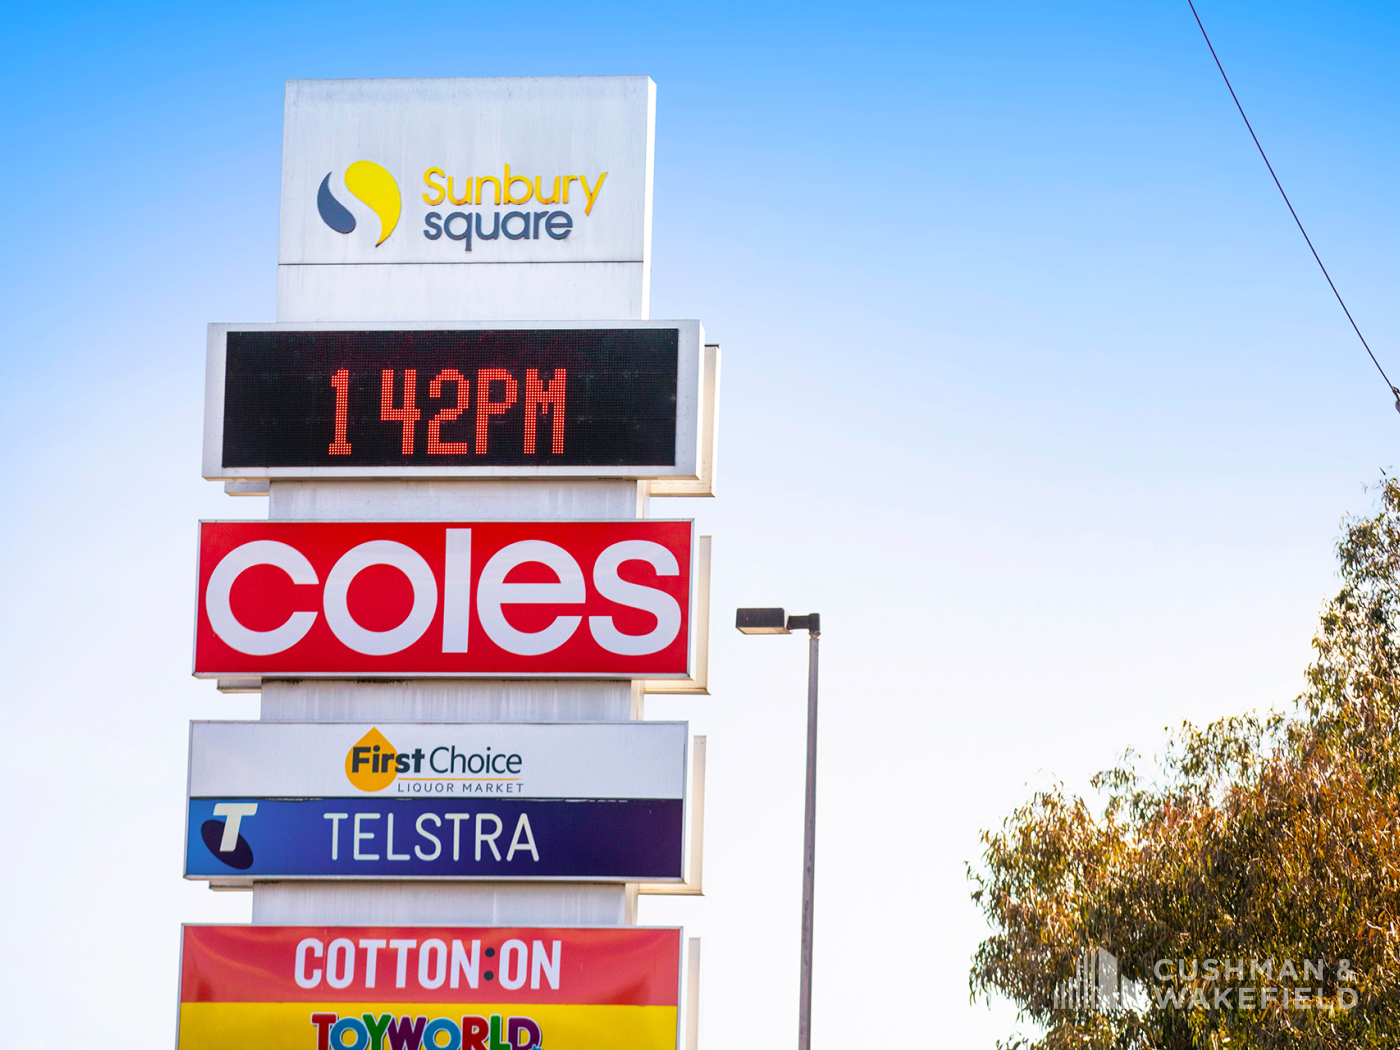 Sunbury
square
1 42PM
coles
First Choice
LIQUOR MARKET
T TELSTRA
COTTON:ON
TOYWORLD
CUSHMAN &
WAKEFIELD